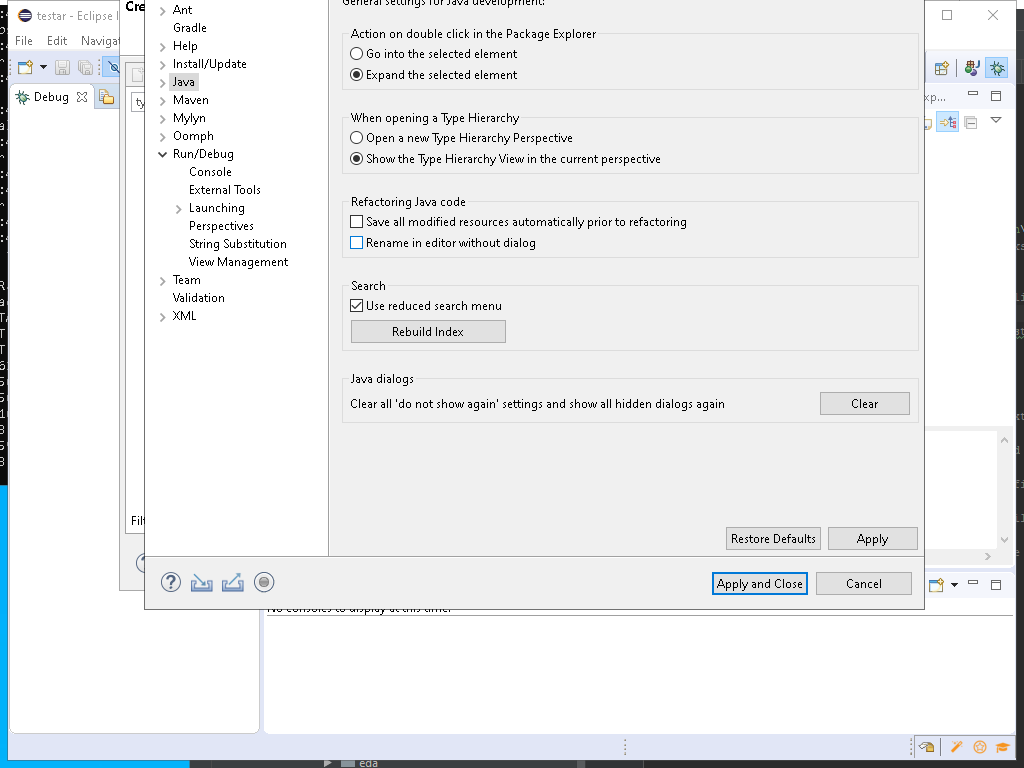 testar - Eclipse I
Cre
General settings for Java development:
File Edit Navigat
Debug
Ant
Gradle
Help
Install/Update
Java
Maven
Mylyn
Oomph
Run/Debug
Console
External Tools
Launching
Perspectives
String Substitution
View Management
Team
Validation
XML
Action on double click in the Package Explorer
Go into the selected element
Expand the selected element
When opening a Type Hierarchy
Open a new Type Hierarchy Perspective
Show the Type Hierarchy View in the current perspective
Refactoring Java code
Save all modified resources automatically prior to refactoring
Rename in editor without dialog
Search
Use reduced search menu
Rebuild Index
Java dialogs
Clear all 'do not show again' settings and show all hidden dialogs again
Clear
Restore Defaults
Apply
Apply and Close
Cancel
xp...
ty
Filt
No consoles to display at this time.
eda